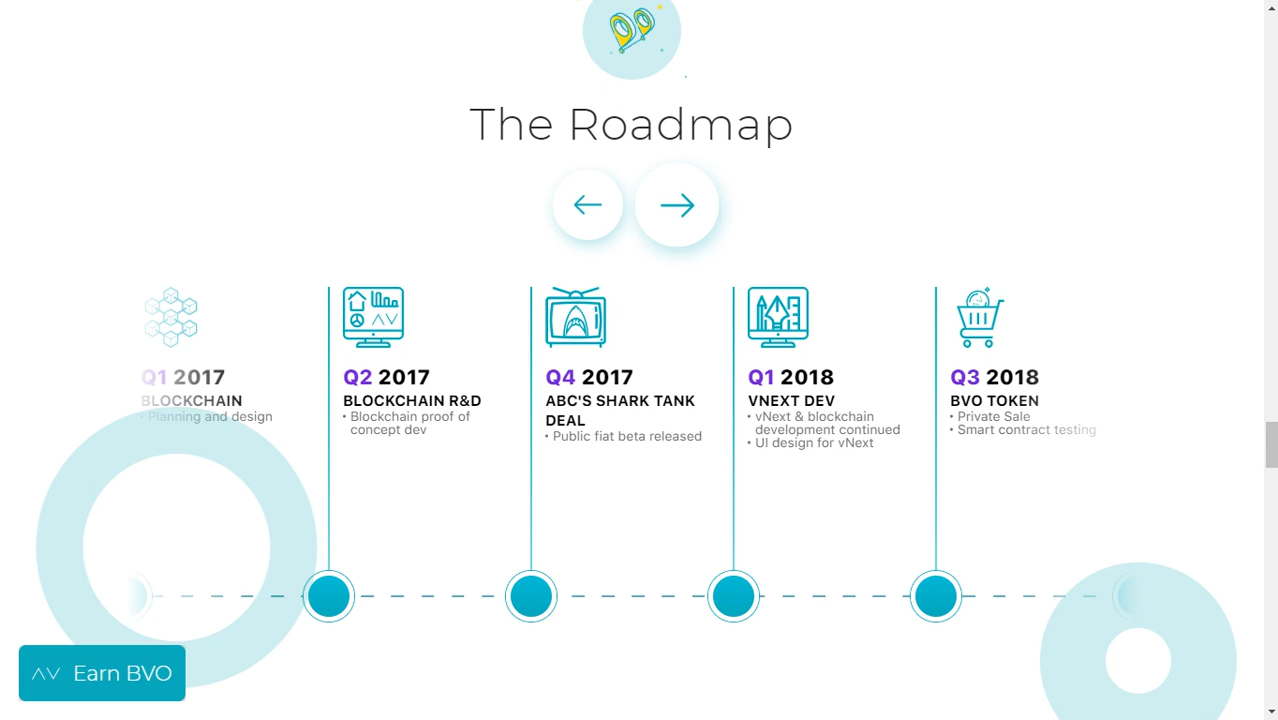 The Roadmap
Q1 2017
BLOCKCHAIN
• Planning and design
Q2 2017
BLOCKCHAIN R&D
• Blockchain proof of
concept dev
Q4 2017
ABC'S SHARK TANK
DEAL
• Public fiat beta released
Q1 2018
VNEXT DEV
• vNext & blockchain
development continued
• UI design for vNext
Q3 2018
BVO TOKEN
• Private Sale
• Smart contract testing
Earn BVO